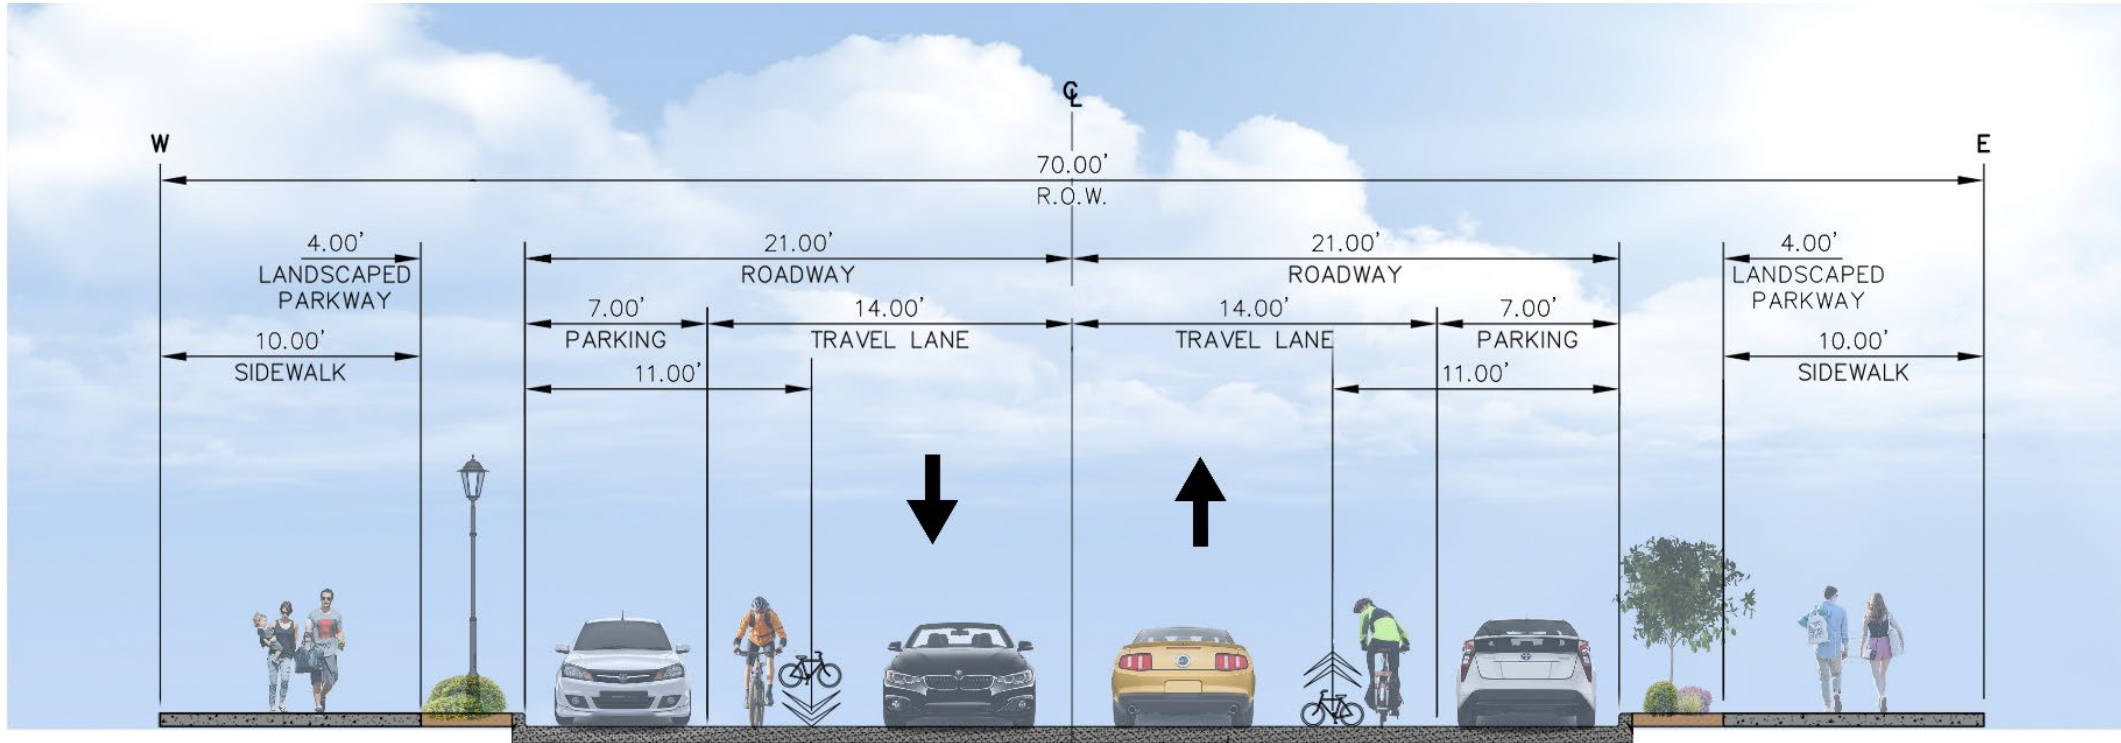 ℄
W
E
70.00'
R.O.W.
4.00'
LANDSCAPED
PARKWAY
21.00'
ROADWAY
21.00'
ROADWAY
4.00'
LANDSCAPED
PARKWAY
7.00'
PARKING
14.00'
TRAVEL LANE
14.00'
TRAVEL LANE
7.00'
PARKING
10.00'
SIDEWALK
10.00'
SIDEWALK
11.00'
11.00'